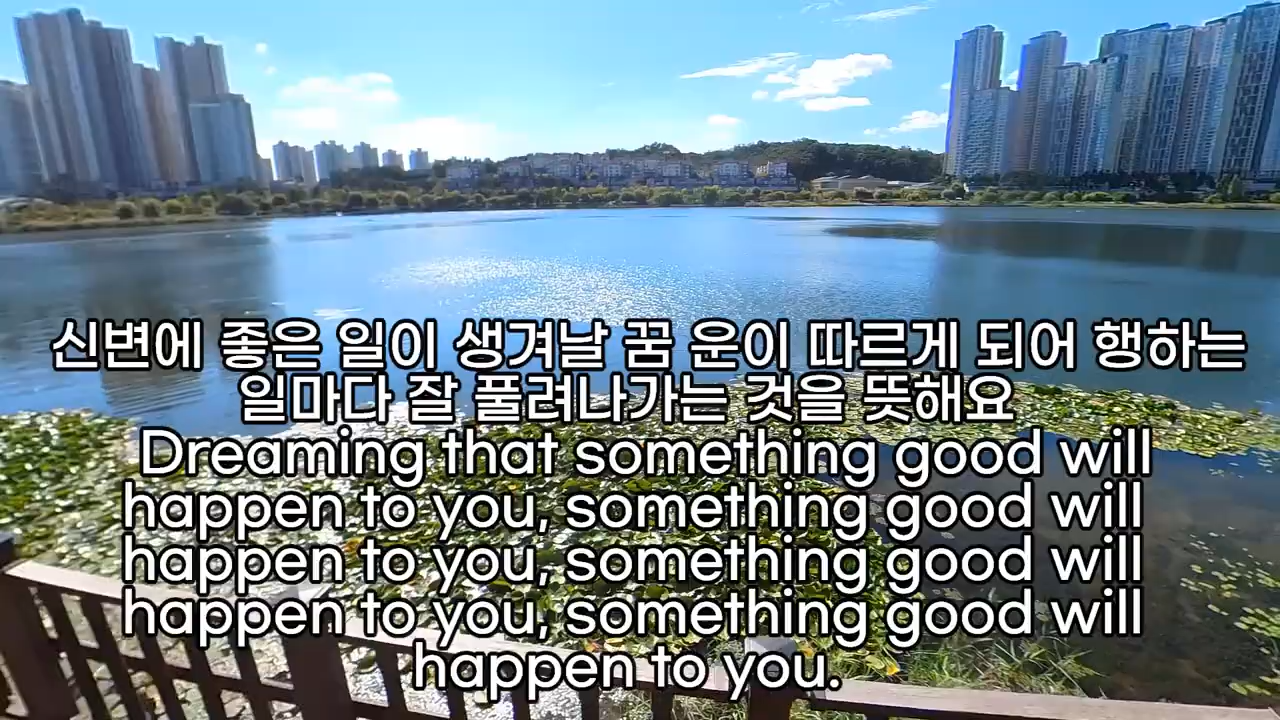 신변에 좋은 일이 생겨날 꿈 운이 따르게 되어 행하는
일마다 잘 풀려나가는 것을 뜻해요
Dreaming that something good will
happen to you, something good will
happen to you, something good will
happen to you, something good will
happen to you.